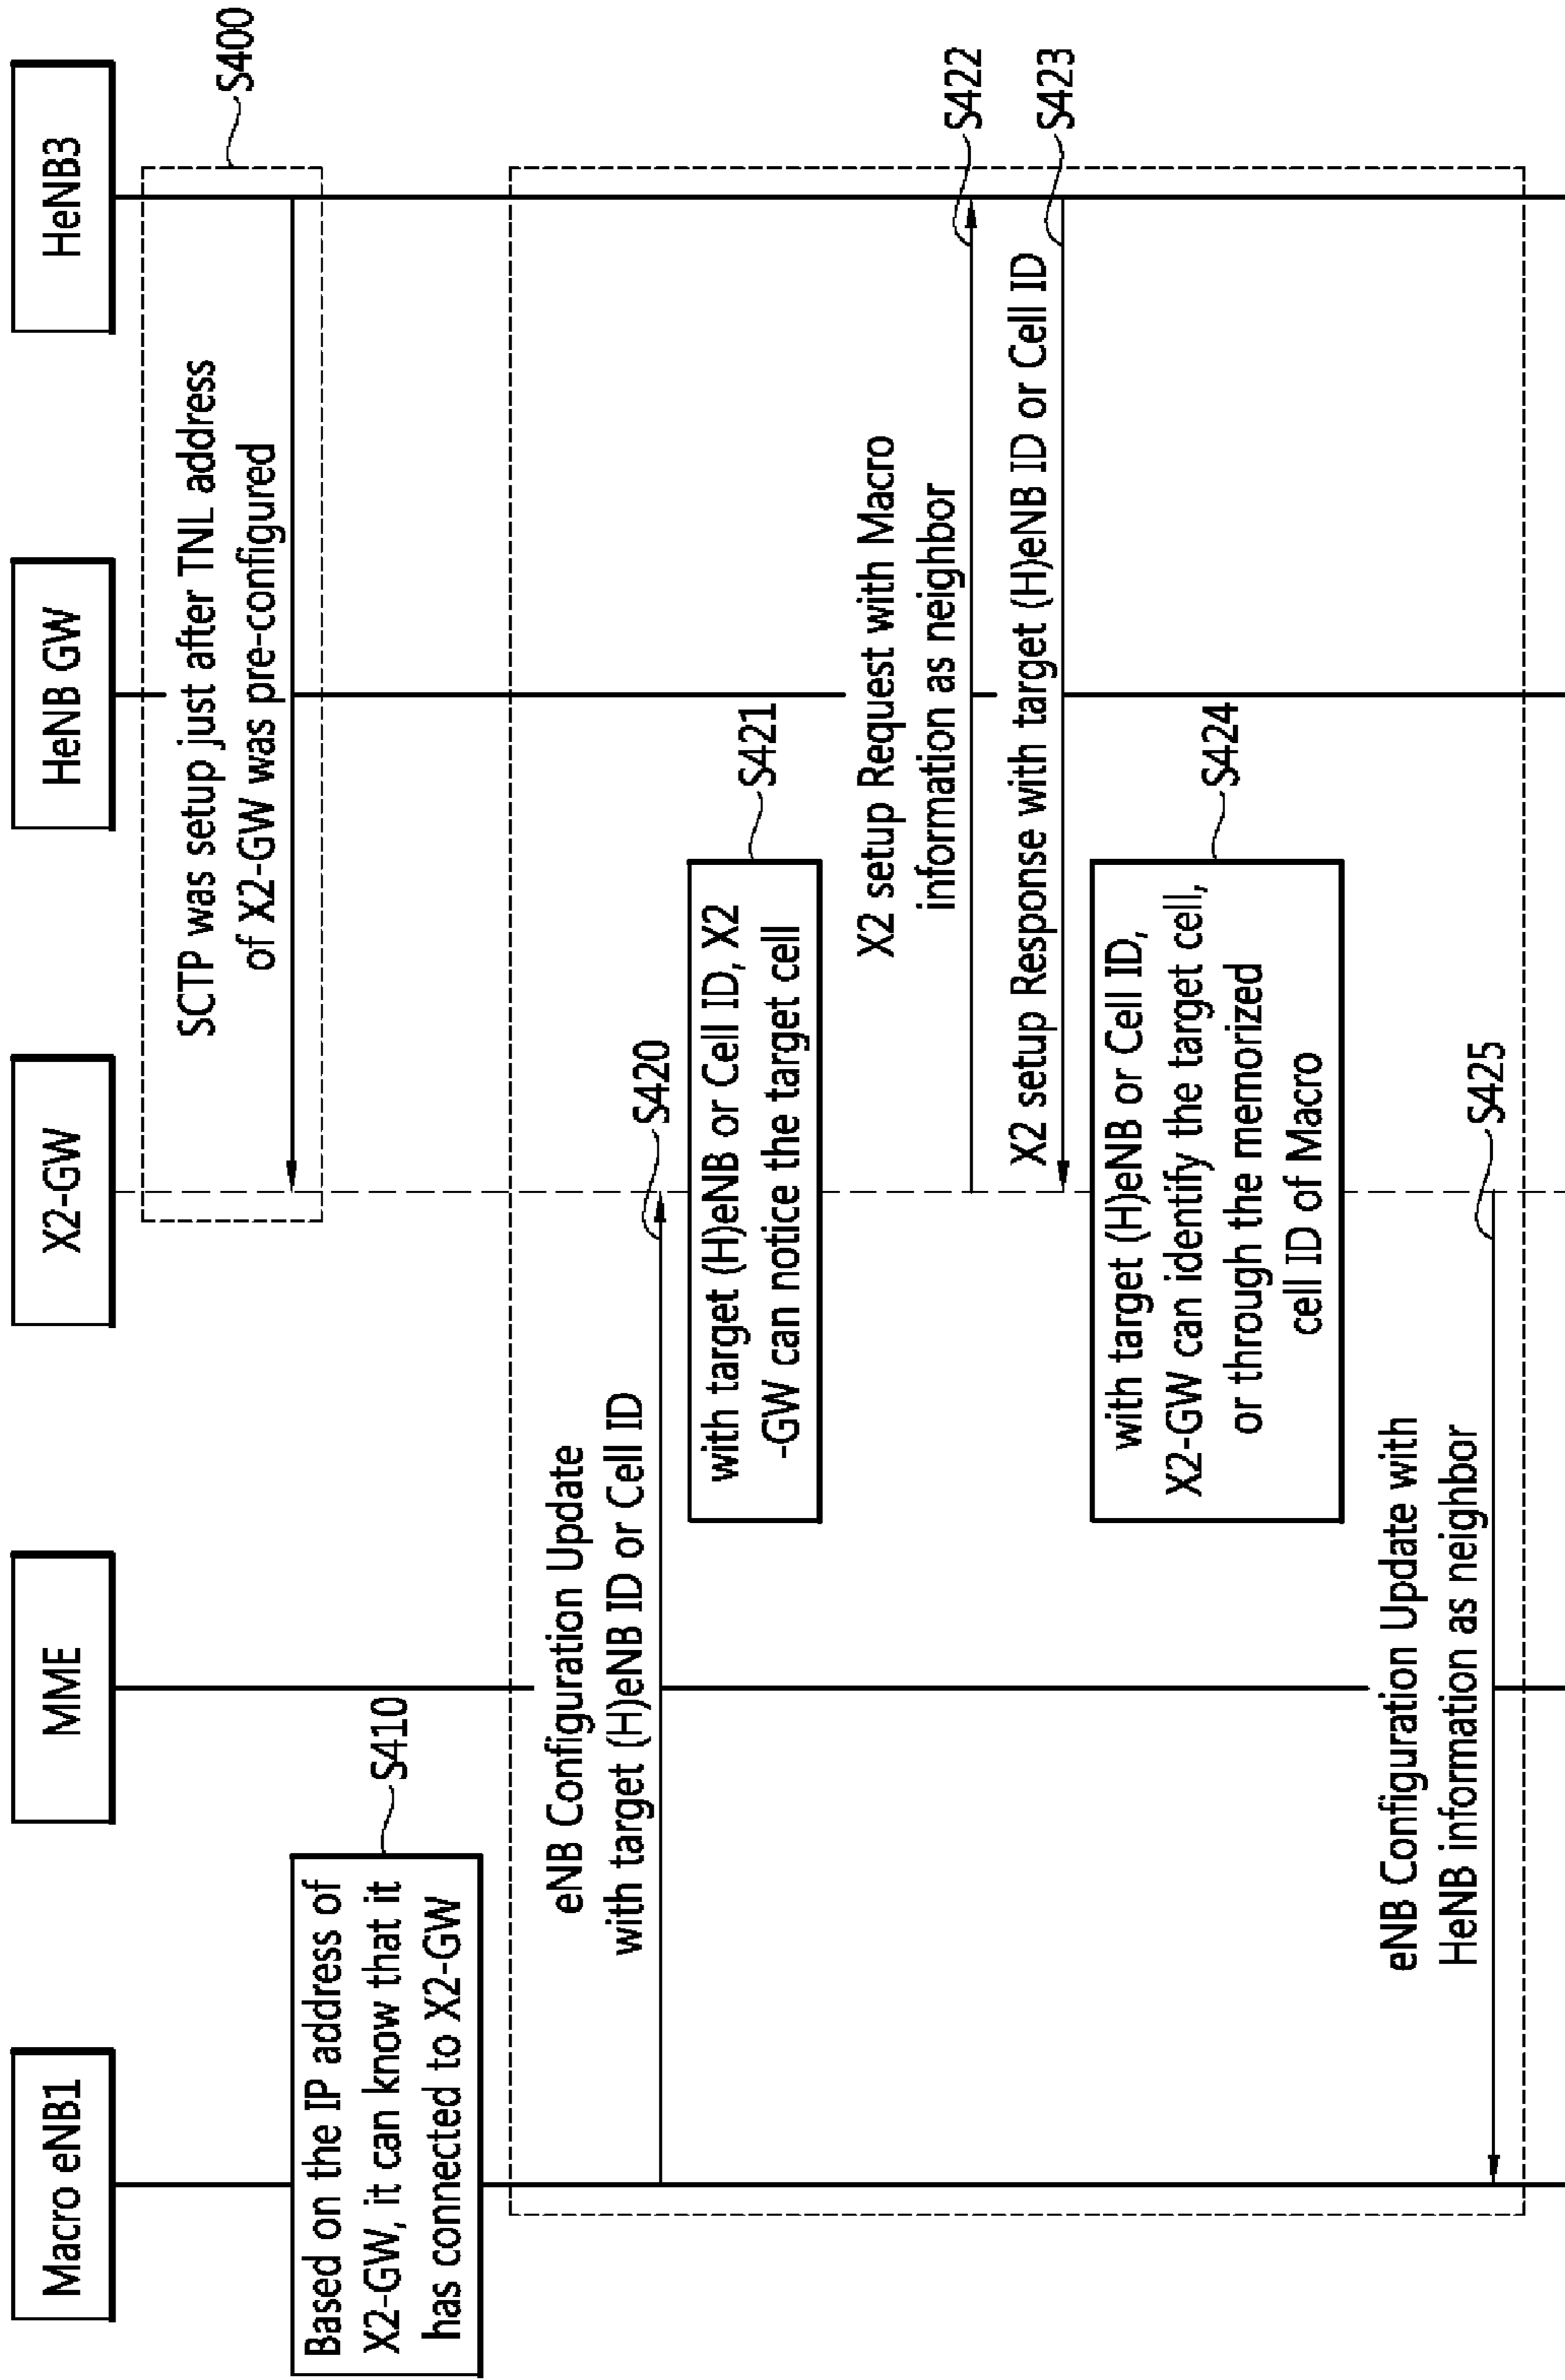 Macro eNB1
MME
X2-GW
HeNB GW
HeNB3
S400
SCTP was setup just after TNL address
of X2-GW was pre-configured
S410
Based on the IP address of
X2-GW, it can know that it
has connected to X2-GW
eNB Configuration Update
with target (H)eNB ID or Cell ID
S420
S421
with target (H)eNB or Cell ID, X2
-GW can notice the target cell
X2 setup Request with Macro
information as neighbor
S422
X2 setup Response with target (H)eNB ID or Cell ID
S423
S424
with target (H)eNB or Cell ID,
X2-GW can identify the target cell,
or through the memorized
cell ID of Macro
eNB Configuration Update with
HeNB information as neighbor
S425